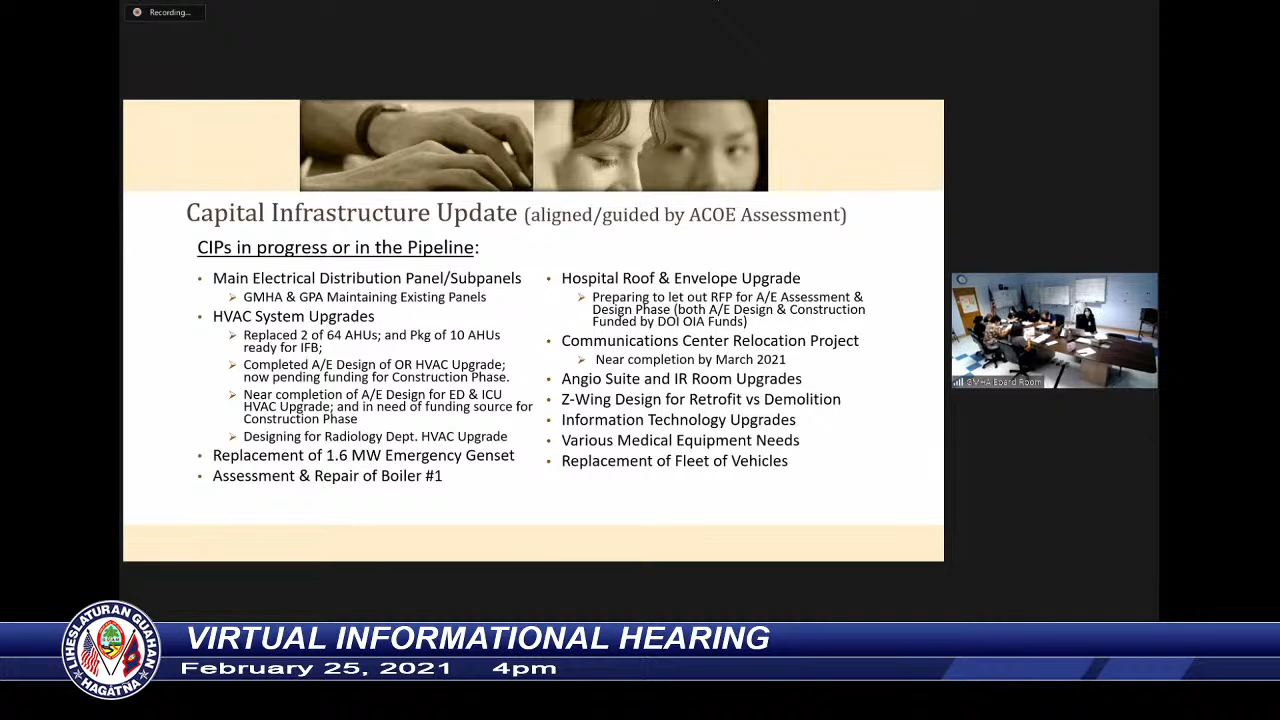 Recording...
Capital Infrastructure Update (aligned/guided by ACOE Assessment)
CIPs in progress or in the Pipeline:
Main Electrical Distribution Panel/Subpanels
GMHA & GPA Maintaining Existing Panels
HVAC System Upgrades
Replaced 2 of 64 AHUs; and Pkg of 10 AHUs
ready for IFB;
Completed A/E Design of OR HVAC Upgrade;
now pending funding for Construction Phase.
Near completion of A/E Design for ED & ICU
HVAC Upgrade; and in need of funding source for
Construction Phase
Designing for Radiology Dept. HVAC Upgrade
Replacement of 1.6 MW Emergency Genset
Assessment & Repair of Boiler #1
Hospital Roof & Envelope Upgrade
Preparing to let out RFP for A/E Assessment &
Design Phase (both A/E Design & Construction
Funded by DOI OIA Funds)
Communications Center Relocation Project
Near completion by March 2021
Angio Suite and IR Room Upgrades
Z-Wing Design for Retrofit vs Demolition
Information Technology Upgrades
Various Medical Equipment Needs
Replacement of Fleet of Vehicles
GMHA Board Room
LIHESLATURAN GUAHAN
HAGÅTÑA
VIRTUAL INFORMATIONAL HEARING
February 25, 2021 4pm